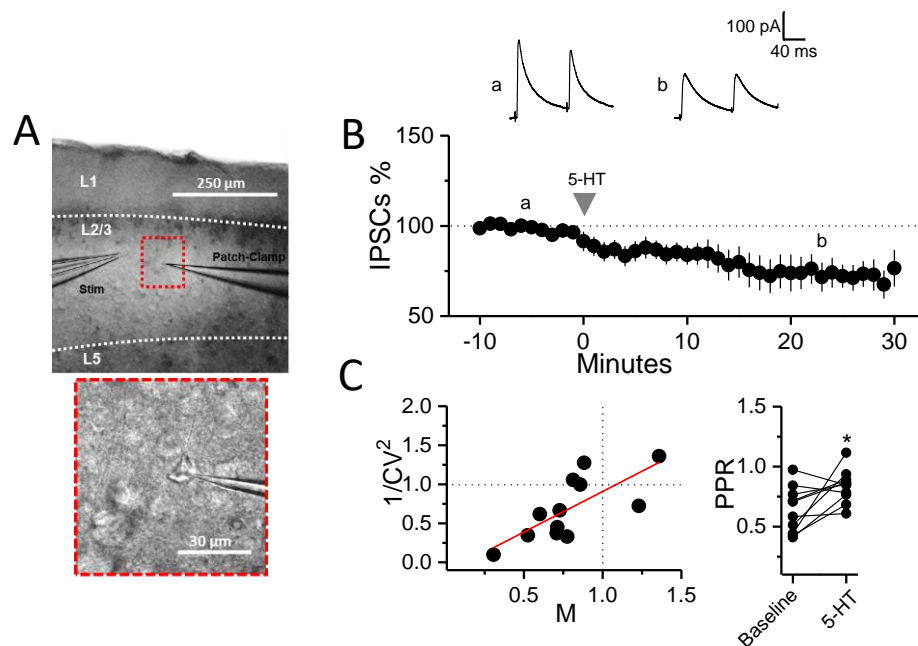 A
L1
250 µm
L2/3
Patch-Clamp
Stim
L5
30 µm
100 pA
40 ms
a
b
B
5-HT
a
b
IPSCs %
150
100
50
-10
0
10
20
30
Minutes
C
1/CV²
2.0
1.5
1.0
0.5
0.0
0.5
1.0
1.5
M
PPR
1.5
1.0
0.5
*
Baseline
5-HT